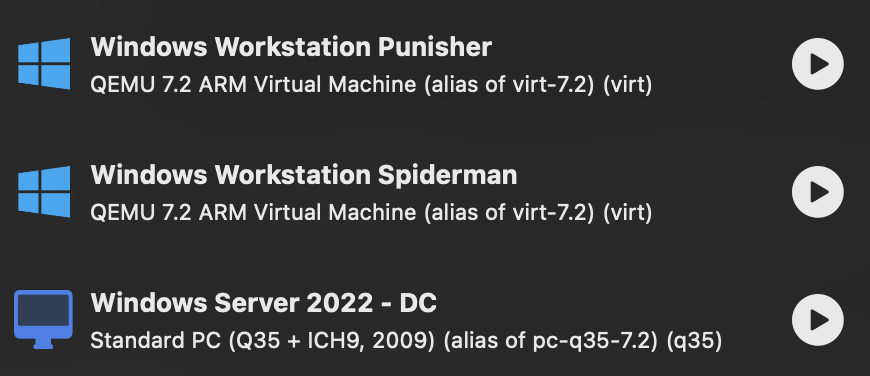 Windows Workstation Punisher
QEMU 7.2 ARM Virtual Machine (alias of virt-7.2) (virt)
Windows Workstation Spiderman
QEMU 7.2 ARM Virtual Machine (alias of virt-7.2) (virt)
Windows Server 2022 - DC
Standard PC (Q35 + ICH9, 2009) (alias of pc-q35-7.2) (q35)